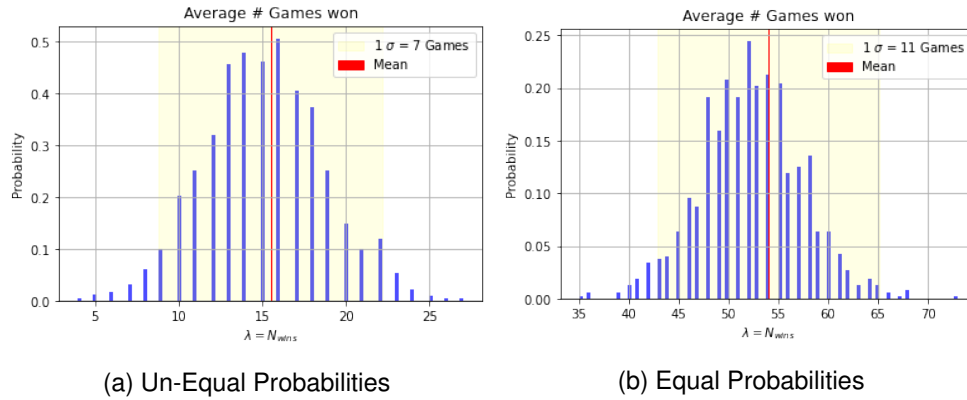 Average # Games won
1 σ = 7 Games
Mean
Probability
0.5
0.4
0.3
0.2
0.1
0.0
5 10 15 20 25
λ = N_wins
(a) Un-Equal Probabilities
Average # Games won
1 σ = 11 Games
Mean
Probability
0.25
0.20
0.15
0.10
0.05
0.00
35 40 45 50 55 60 65 70
λ = N_wins
(b) Equal Probabilities